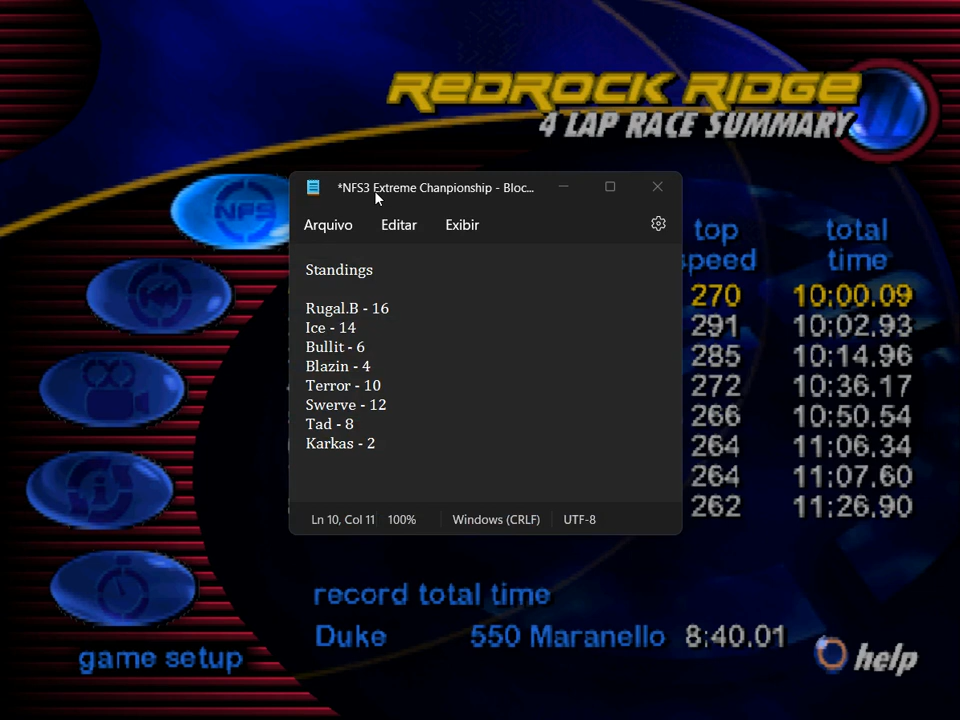 REDROCK RIDGE
4 LAP RACE SUMMARY
NFS
*NFS3 Extreme Chanpionship - Bloc...
Arquivo Editar Exibir
top speed
total time
Standings
Rugal.B - 16
Ice - 14
Bullit - 6
Blazin - 4
Terror - 10
Swerve - 12
Tad - 8
Karkas - 2
270 10:00.09
291 10:02.93
285 10:14.96
272 10:36.17
266 10:50.54
264 11:06.34
264 11:07.60
262 11:26.90
Ln 10, Col 11 100% Windows (CRLF) UTF-8
record total time
Duke 550 Maranello 8:40.01
game setup
help